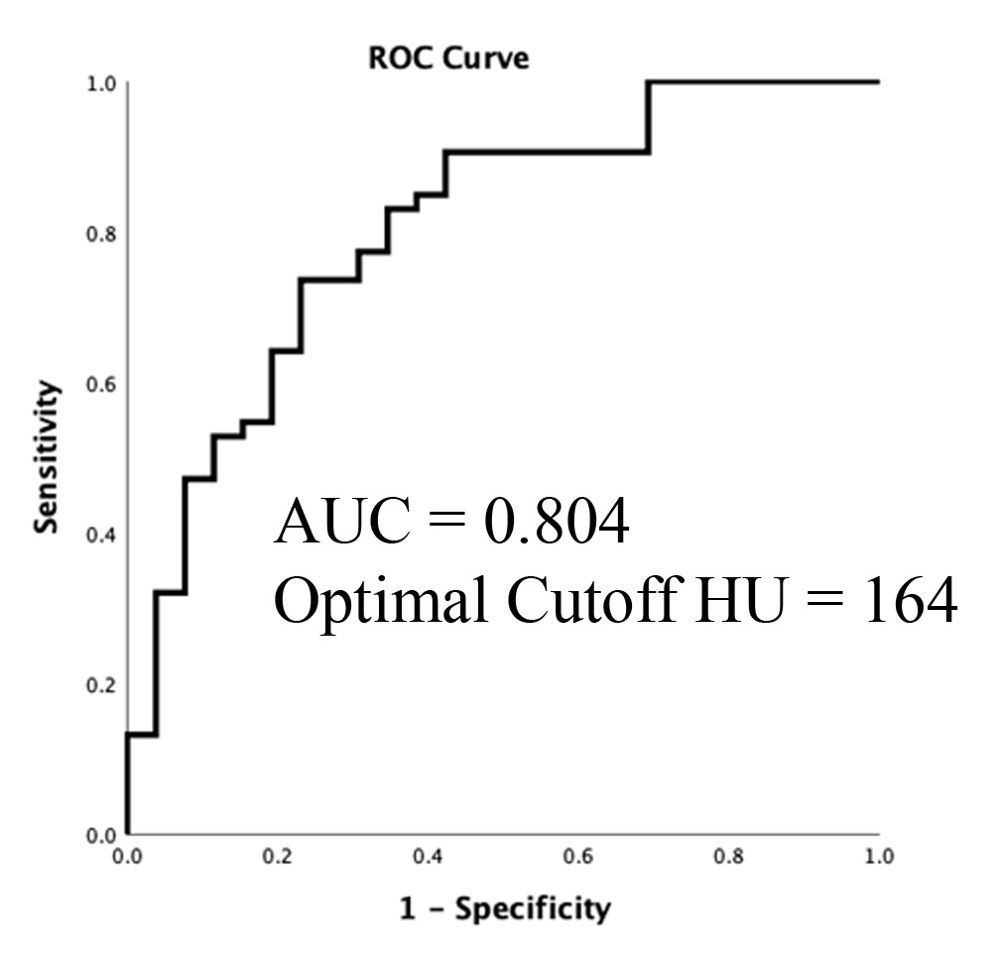 ROC Curve
1.0
0.8
0.6
0.4
0.2
0.0
Sensitivity
AUC = 0.804
Optimal Cutoff HU = 164
0.0 0.2 0.4 0.6 0.8 1.0
1 - Specificity